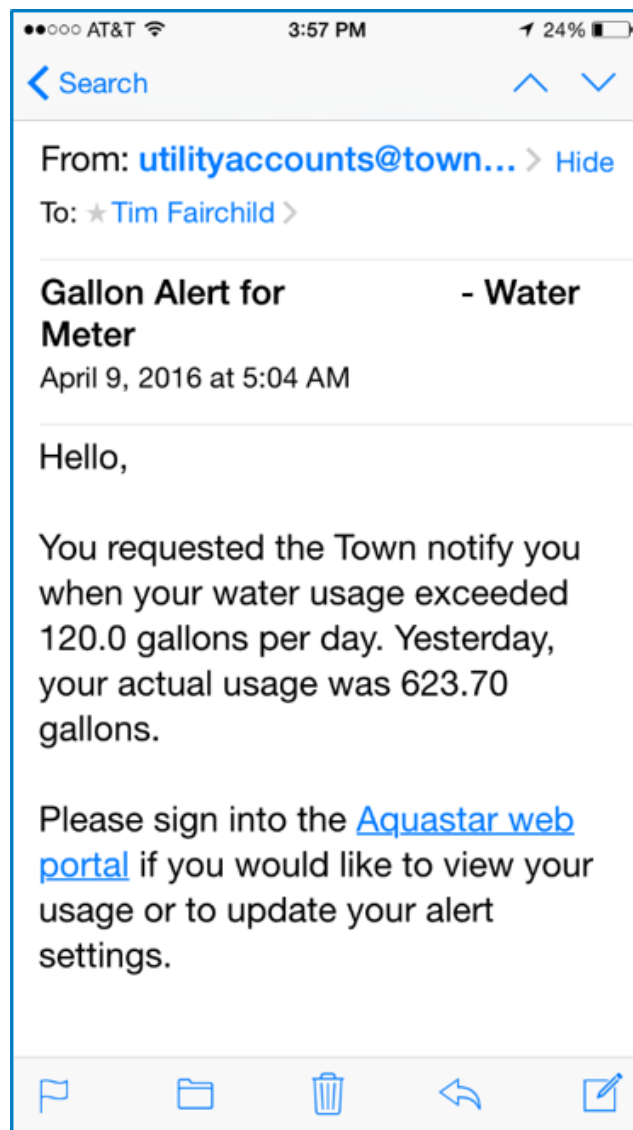 AT&T 3:57 PM 24%
Search
From: utilityaccounts@town... Hide
To: Tim Fairchild
Gallon Alert for - Water
Meter
April 9, 2016 at 5:04 AM
Hello,
You requested the Town notify you
when your water usage exceeded
120.0 gallons per day. Yesterday,
your actual usage was 623.70
gallons.
Please sign into the Aquastar web
portal if you would like to view your
usage or to update your alert
settings.